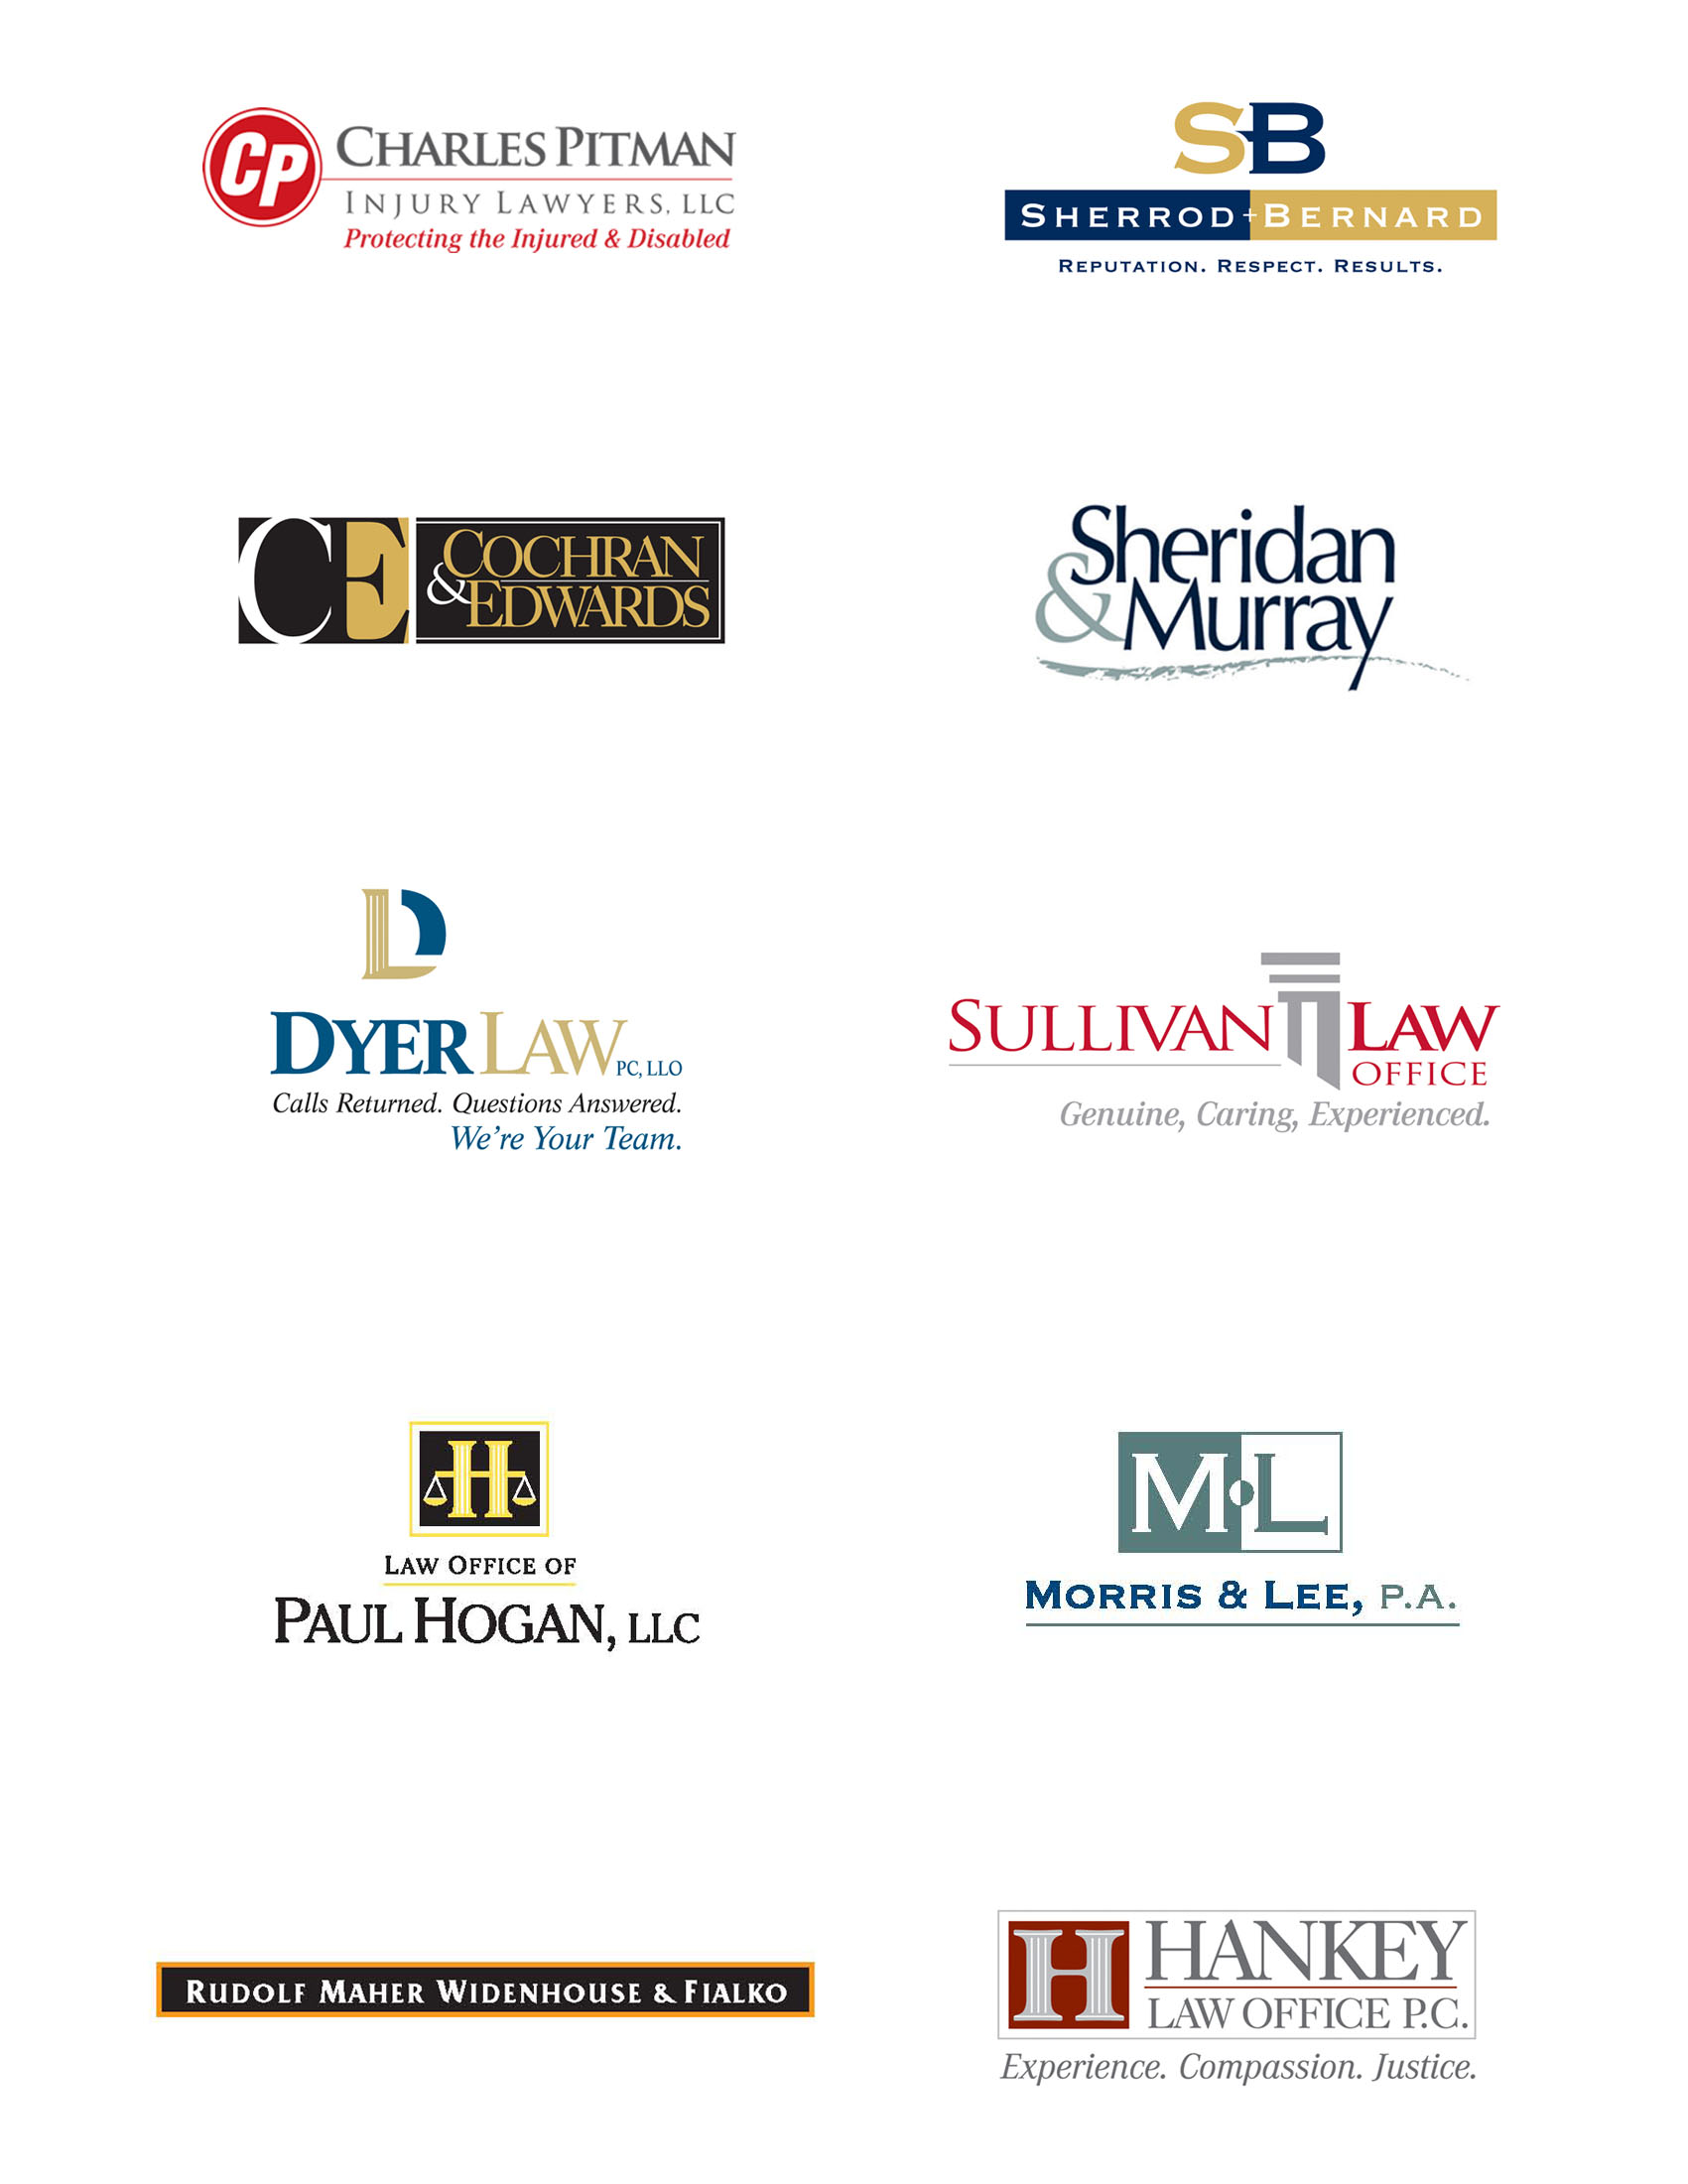 CP
CHARLES PITMAN
INJURY LAWYERS, LLC
Protecting the Injured & Disabled
S+B
SHERROD+BERNARD
REPUTATION. RESPECT. RESULTS.
CE
COCHRAN
& EDWARDS
Sheridan
& Murray
D
DYER LAW PC, LLO
Calls Returned. Questions Answered.
We're Your Team.
SULLIVAN LAW
OFFICE
Genuine, Caring, Experienced.
H
LAW OFFICE OF
PAUL HOGAN, LLC
M•L
MORRIS & LEE, P.A.
RUDOLF MAHER WIDENHOUSE & FIALKO
H
HANKEY
LAW OFFICE P.C.
Experience. Compassion. Justice.